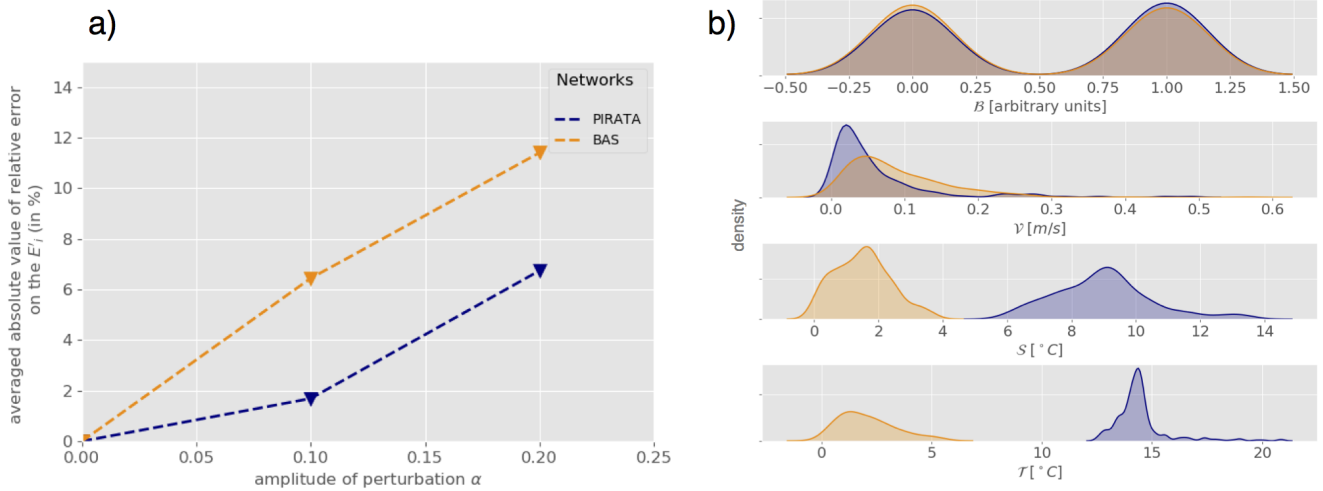 a)
averaged absolute value of relative error
on the E'ᵢ (in %)
14
12
10
8
6
4
2
0
0.00 0.05 0.10 0.15 0.20 0.25
amplitude of perturbation α
Networks
PIRATA
BAS
b)
density
−0.50 −0.25 0.00 0.25 0.50 0.75 1.00 1.25 1.50
ℬ [arbitrary units]
0.0 0.1 0.2 0.3 0.4 0.5 0.6
𝒱 [m/s]
0 2 4 6 8 10 12 14
𝒮 [°C]
0 5 10 15 20
𝒯 [°C]